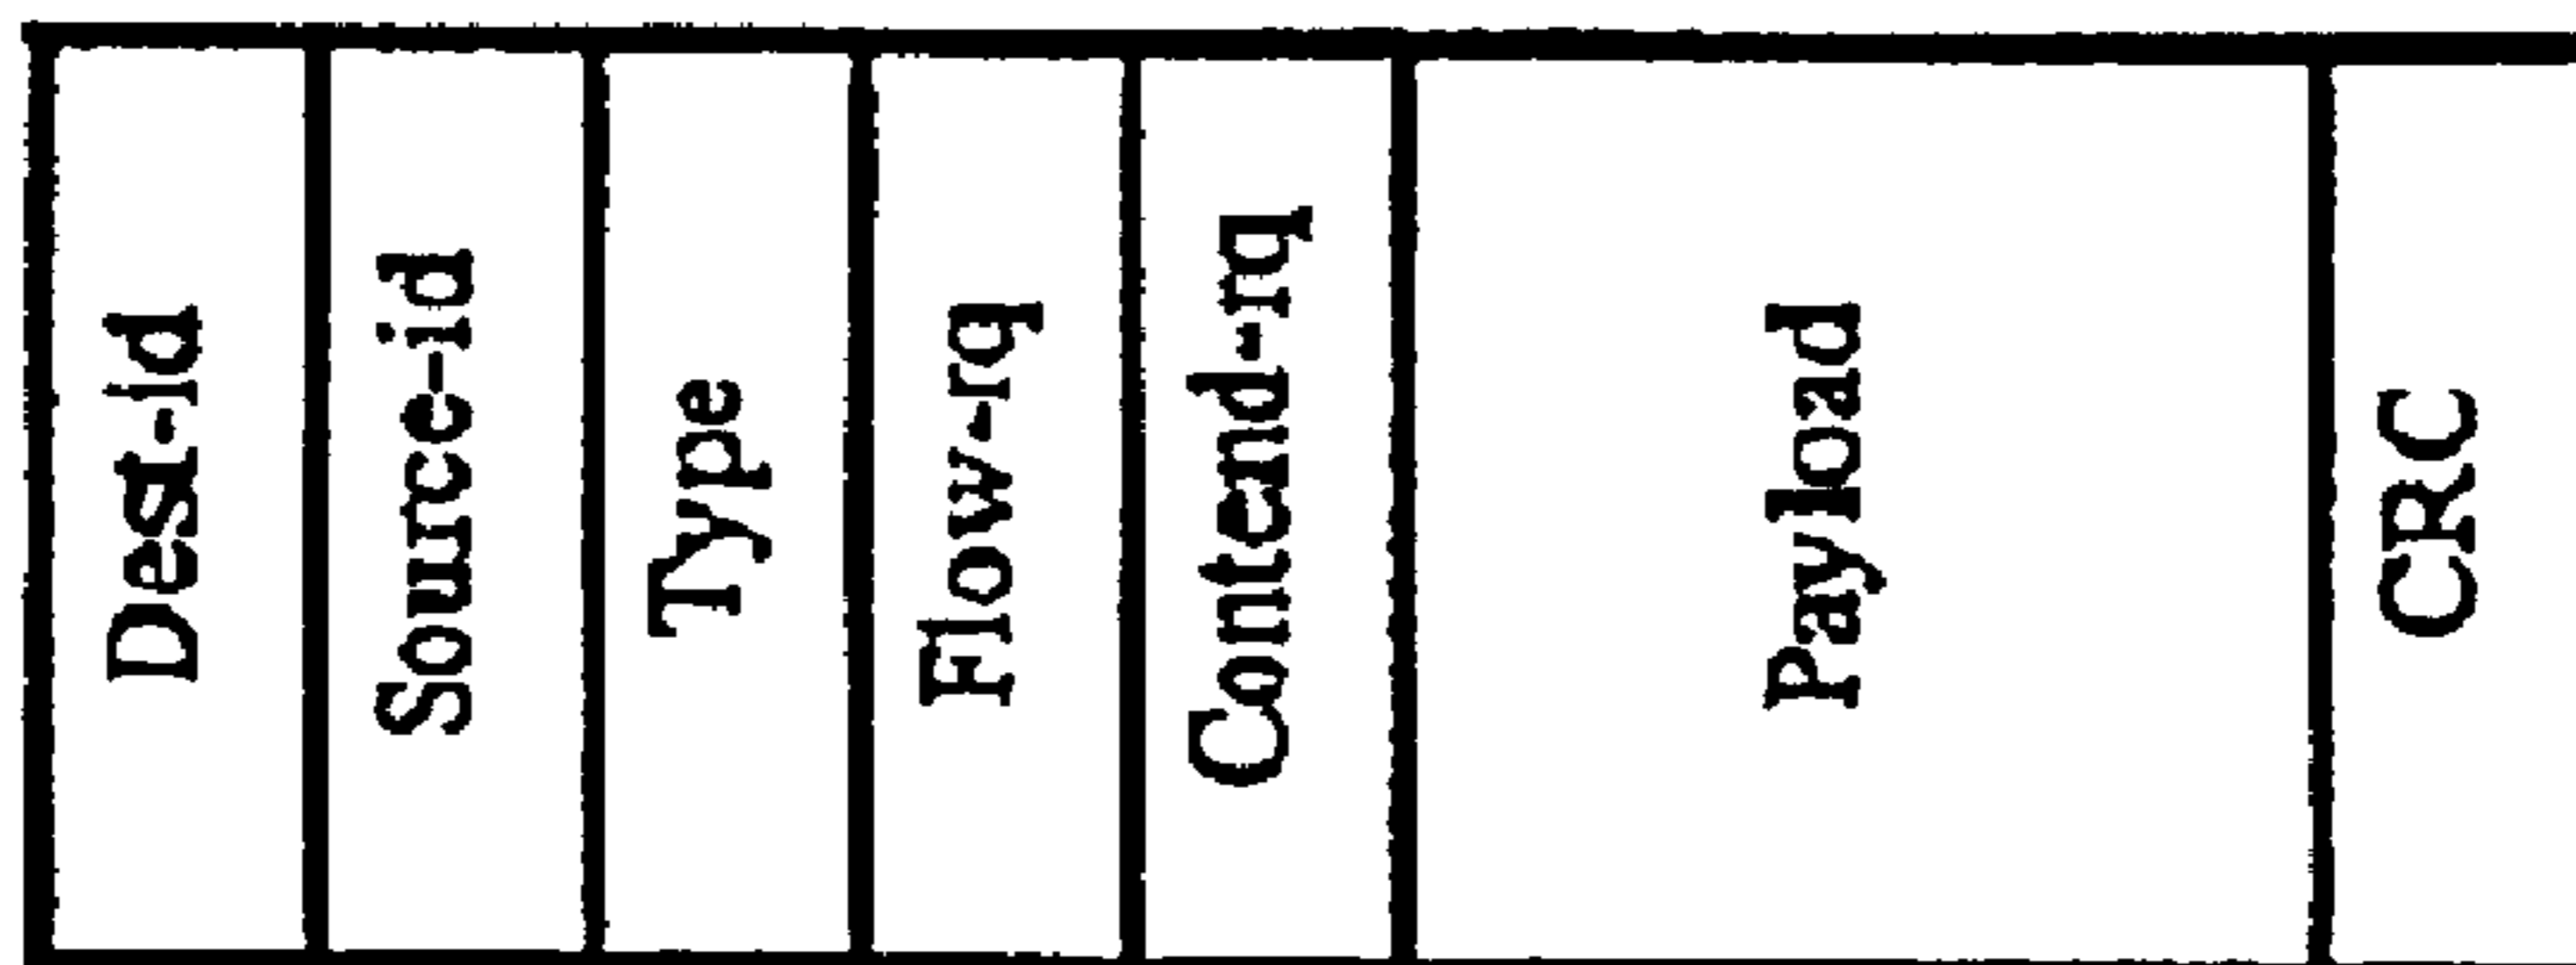 Dest-id
Source-id
Type
Flow-rq
Contend-rq
Payload
CRC